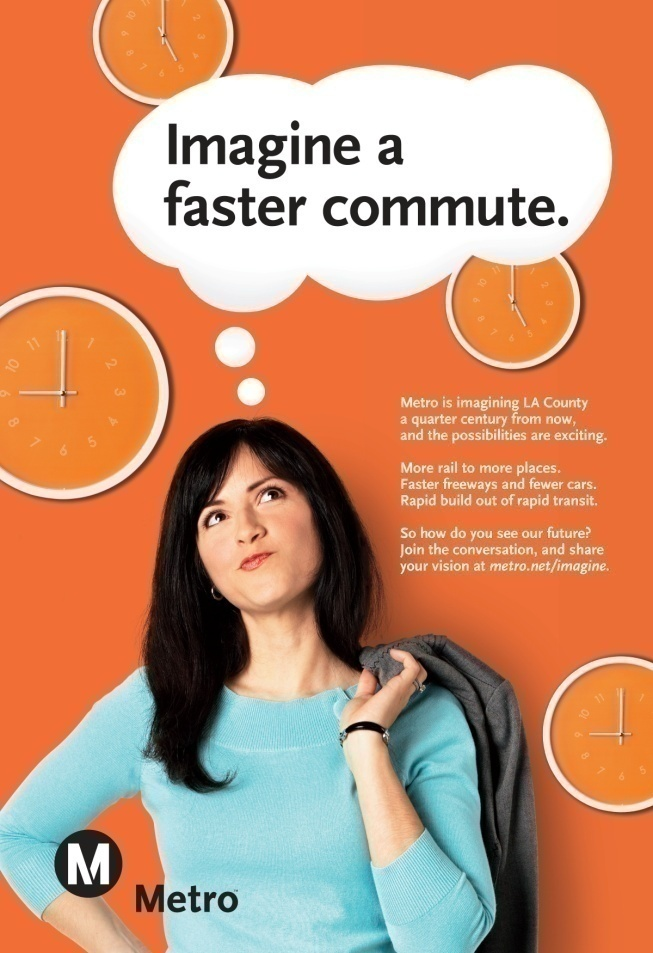 Imagine a
faster commute.
Metro is imagining LA County
a quarter century from now,
and the possibilities are exciting.
More rail to more places.
Faster freeways and fewer cars.
Rapid build out of rapid transit.
So how do you see our future?
Join the conversation, and share
your vision at metro.net/imagine.
M
Metro